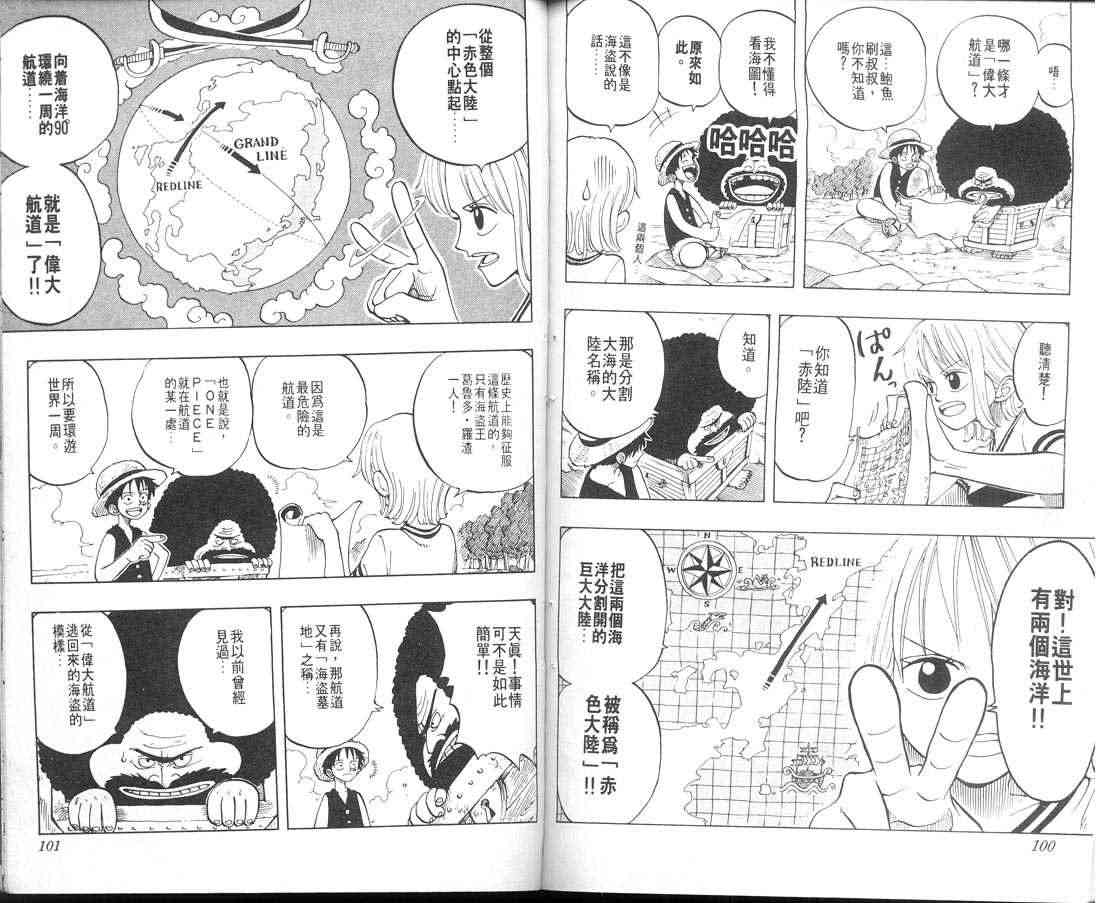 唔…
哪一條才
是「偉大
航道」?
這…鮑魚
刷叔叔，
你不知道
嗎?
我不懂得
看海圖!
原來如
此。
這不像是
海盜說的
話…
哈哈哈
這兩個人…
聽清楚!
ぱんっ
你知道
「赤陸」吧?
知道。
那是分割
大海的大
陸名稱。
對!這世上
有兩個海洋!!
REDLINE
N
W
E
S
把這兩個海
洋分割開的
巨大大陸…
被稱爲「赤
色大陸」!!
100
從整個
「赤色大陸」
的中心點起……
GRAND
LINE
REDLINE
向着海洋90°
環繞一周的
航道……
就是「偉大
航道」了!!
歷史上能夠征服
這條航道的，
只有海盜王
葛魯多・羅渣
一人!
因爲這是
最危險的
航道。
也就是說，
「ONE
PIECE」
就在航道
的某一處…
所以要環遊
世界一周。
天眞!事情
可不是如此
簡單!!
再說，那航道
又有「海盜墓
地」之稱…
我以前曾經
見過…
從「偉大航道」
逃回來的海盜的
模樣…
101